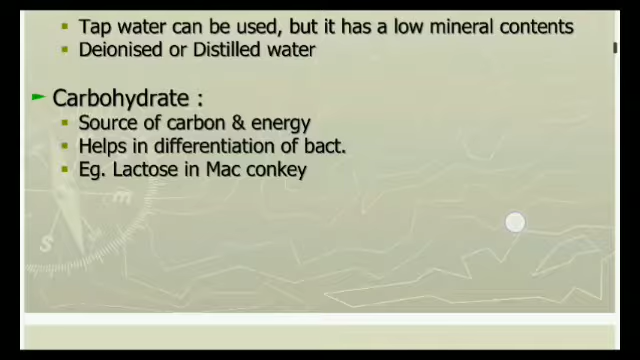 Tap water can be used, but it has a low mineral contents
Deionised or Distilled water
Carbohydrate :
Source of carbon & energy
Helps in differentiation of bact.
Eg. Lactose in Mac conkey
m
S